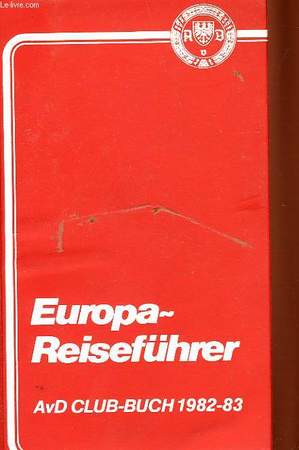 Le-livre.com
A v D
Europa~
Reiseführer
AvD CLUB-BUCH 1982-83